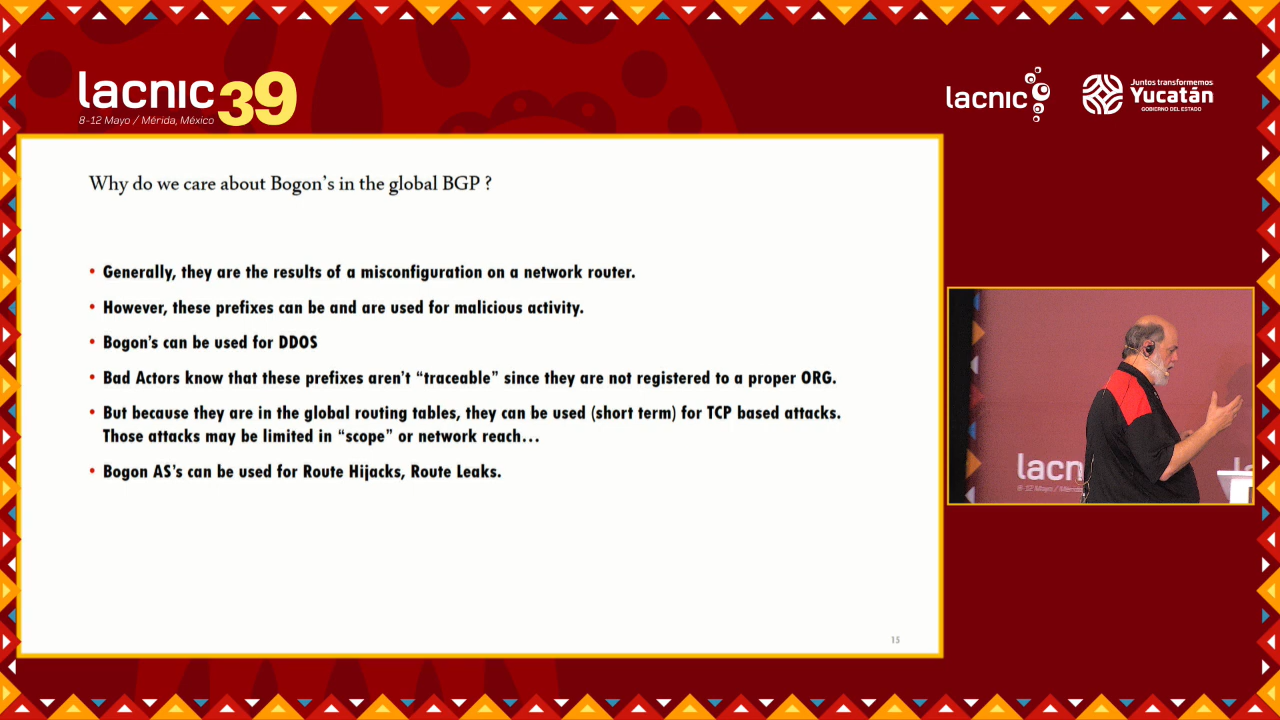 lacnic 39
8-12 Mayo / Mérida, México
lacnic
Juntos transformemos
Yucatán
GOBIERNO DEL ESTADO
Why do we care about Bogon’s in the global BGP ?
• Generally, they are the results of a misconfiguration on a network router.
• However, these prefixes can be and are used for malicious activity.
• Bogon’s can be used for DDOS
• Bad Actors know that these prefixes aren’t “traceable” since they are not registered to a proper ORG.
• But because they are in the global routing tables, they can be used (short term) for TCP based attacks.
Those attacks may be limited in “scope” or network reach…
• Bogon AS’s can be used for Route Hijacks, Route Leaks.
15
lacn